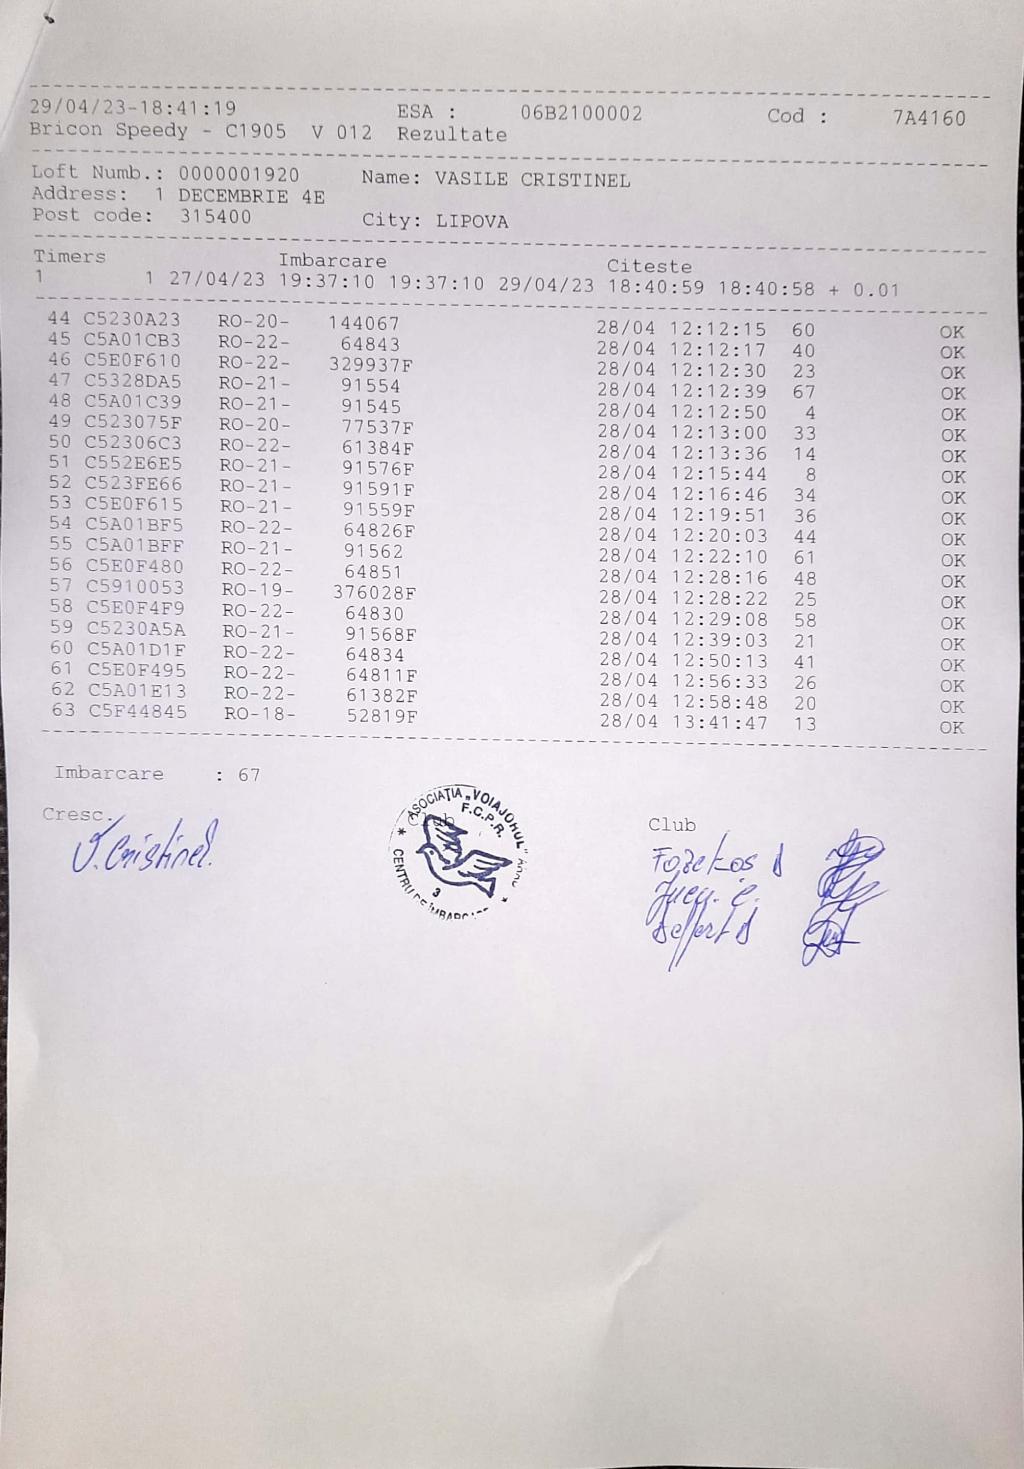 29/04/23-18:41:19 ESA : 06B2100002 Cod : 7A4160
Bricon Speedy - C1905 V 012 Rezultate
Loft Numb.: 0000001920 Name: VASILE CRISTINEL
Address: 1 DECEMBRIE 4E
Post code: 315400 City: LIPOVA
Timers Imbarcare Citeste
1 1 27/04/23 19:37:10 19:37:10 29/04/23 18:40:59 18:40:58 + 0.01
44 C5230A23 RO-20- 144067 28/04 12:12:15 60 OK
45 C5A01CB3 RO-22- 64843 28/04 12:12:17 40 OK
46 C5E0F610 RO-22- 329937F 28/04 12:12:30 23 OK
47 C5328DA5 RO-21- 91554 28/04 12:12:39 67 OK
48 C5A01C39 RO-21- 91545 28/04 12:12:50 4 OK
49 C523075F RO-20- 77537F 28/04 12:13:00 33 OK
50 C52306C3 RO-22- 61384F 28/04 12:13:36 14 OK
51 C552E6E5 RO-21- 91576F 28/04 12:15:44 8 OK
52 C523FE66 RO-21- 91591F 28/04 12:16:46 34 OK
53 C5E0F615 RO-21- 91559F 28/04 12:19:51 36 OK
54 C5A01BF5 RO-22- 64826F 28/04 12:20:03 44 OK
55 C5A01BFF RO-21- 91562 28/04 12:22:10 61 OK
56 C5E0F480 RO-22- 64851 28/04 12:28:16 48 OK
57 C5910053 RO-19- 376028F 28/04 12:28:22 25 OK
58 C5E0F4F9 RO-22- 64830 28/04 12:29:08 58 OK
59 C5230A5A RO-21- 91568F 28/04 12:39:03 21 OK
60 C5A01D1F RO-22- 64834 28/04 12:50:13 41 OK
61 C5E0F495 RO-22- 64811F 28/04 12:56:33 26 OK
62 C5A01E13 RO-22- 61382F 28/04 12:58:48 20 OK
63 C5F44845 RO-18- 52819F 28/04 13:41:47 13 OK
Imbarcare : 67
Cresc. Club Club
V. Cristinel.
ASOCIAȚIA „VOIAJORUL" ARAD
F.C.P.R.
3
CENTRU DE ÎMBARCARE